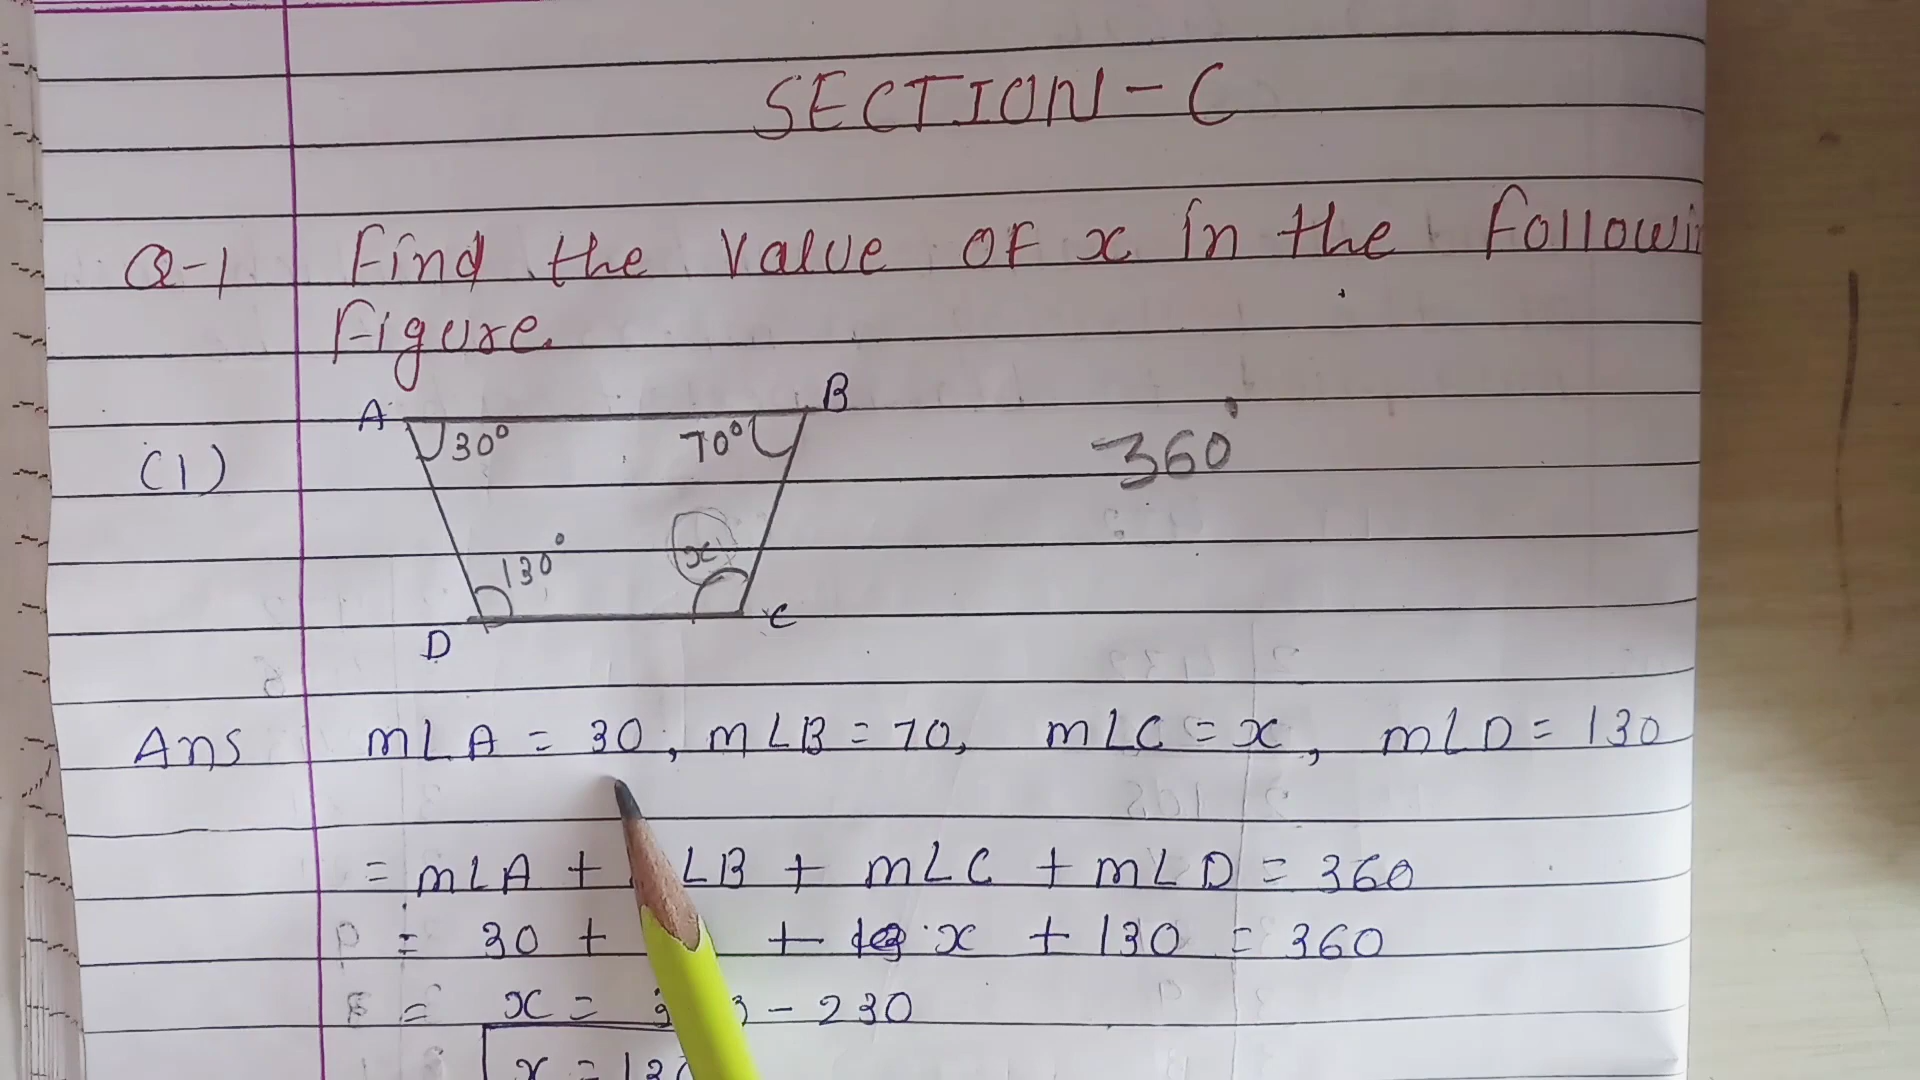 SECTION - C
Q-1 Find the value of x in the Followi
Figure.
A B
(1) 30° 70° 360°
130° x
D C
Ans m∠A = 30, m∠B = 70, m∠C = x, m∠D = 130
= m∠A + ∠B + m∠C + m∠D = 360
= 30 + + x + 130 = 360
= x = - 230
x =